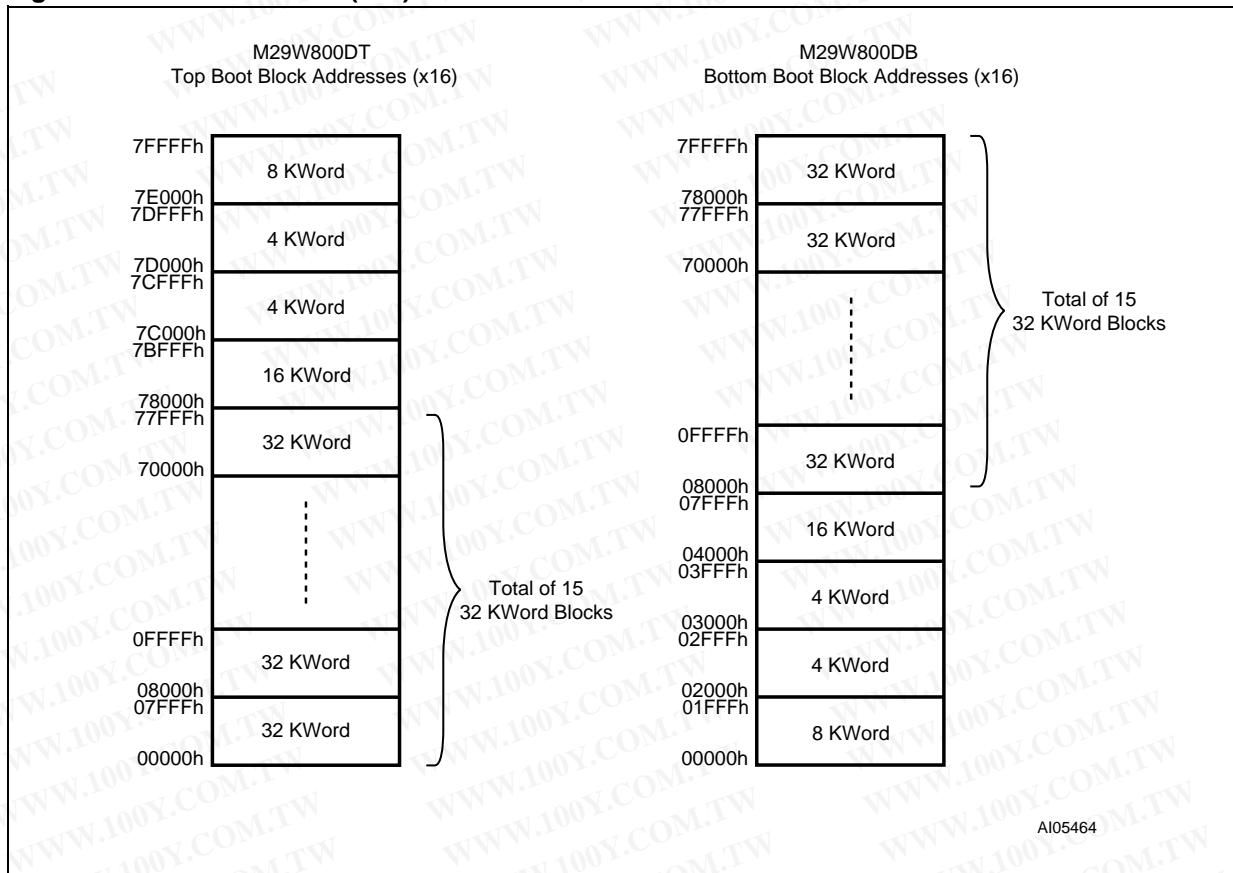 M29W800DT
Top Boot Block Addresses (x16)
7FFFFh
8 KWord
7E000h
7DFFFh
4 KWord
7D000h
7CFFFh
4 KWord
7C000h
7BFFFh
16 KWord
78000h
77FFFh
32 KWord
70000h
Total of 15
32 KWord Blocks
0FFFFh
32 KWord
08000h
07FFFh
32 KWord
00000h
M29W800DB
Bottom Boot Block Addresses (x16)
7FFFFh
32 KWord
78000h
77FFFh
32 KWord
70000h
Total of 15
32 KWord Blocks
0FFFFh
32 KWord
08000h
07FFFh
16 KWord
04000h
03FFFh
4 KWord
03000h
02FFFh
4 KWord
02000h
01FFFh
8 KWord
00000h
AI05464
WWW.100Y.COM.TW